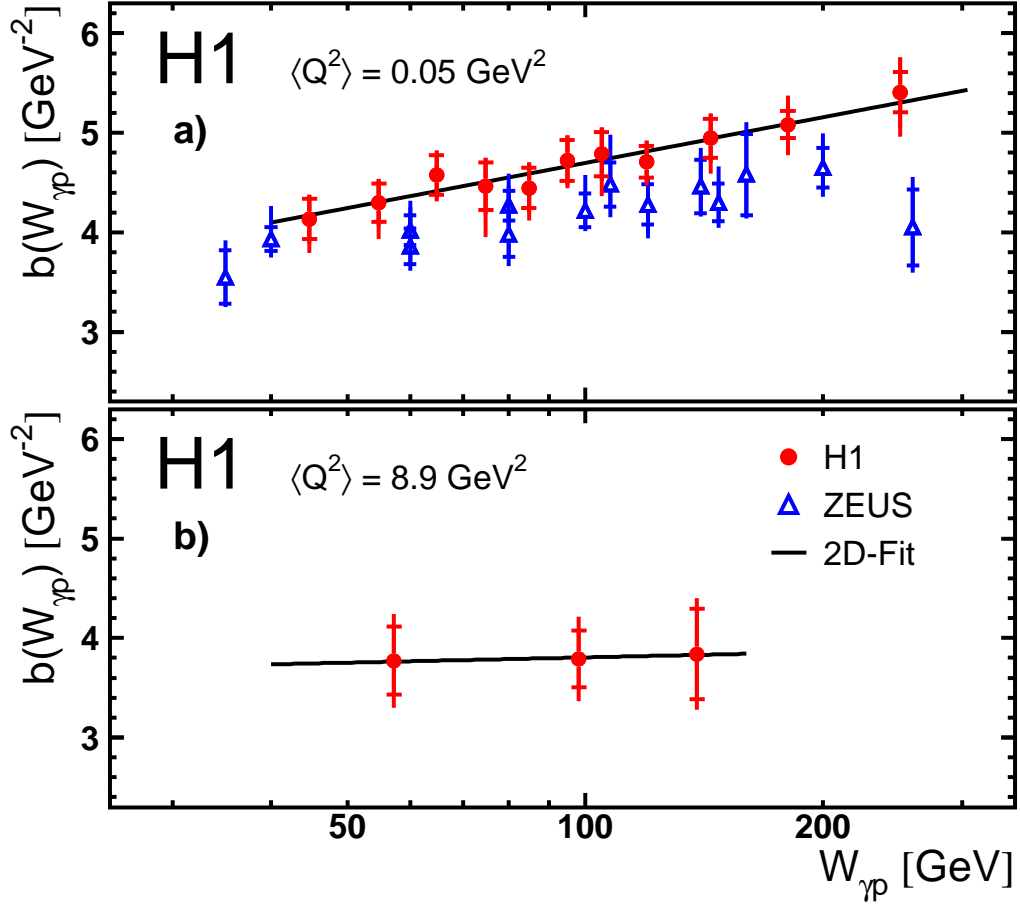 H1 ⟨Q²⟩ = 0.05 GeV²
a)
b(W_γp) [GeV⁻²]
6
5
4
3
H1 ⟨Q²⟩ = 8.9 GeV²
b)
H1
ZEUS
2D-Fit
b(W_γp) [GeV⁻²]
6
5
4
3
50 100 200
W_γp [GeV]